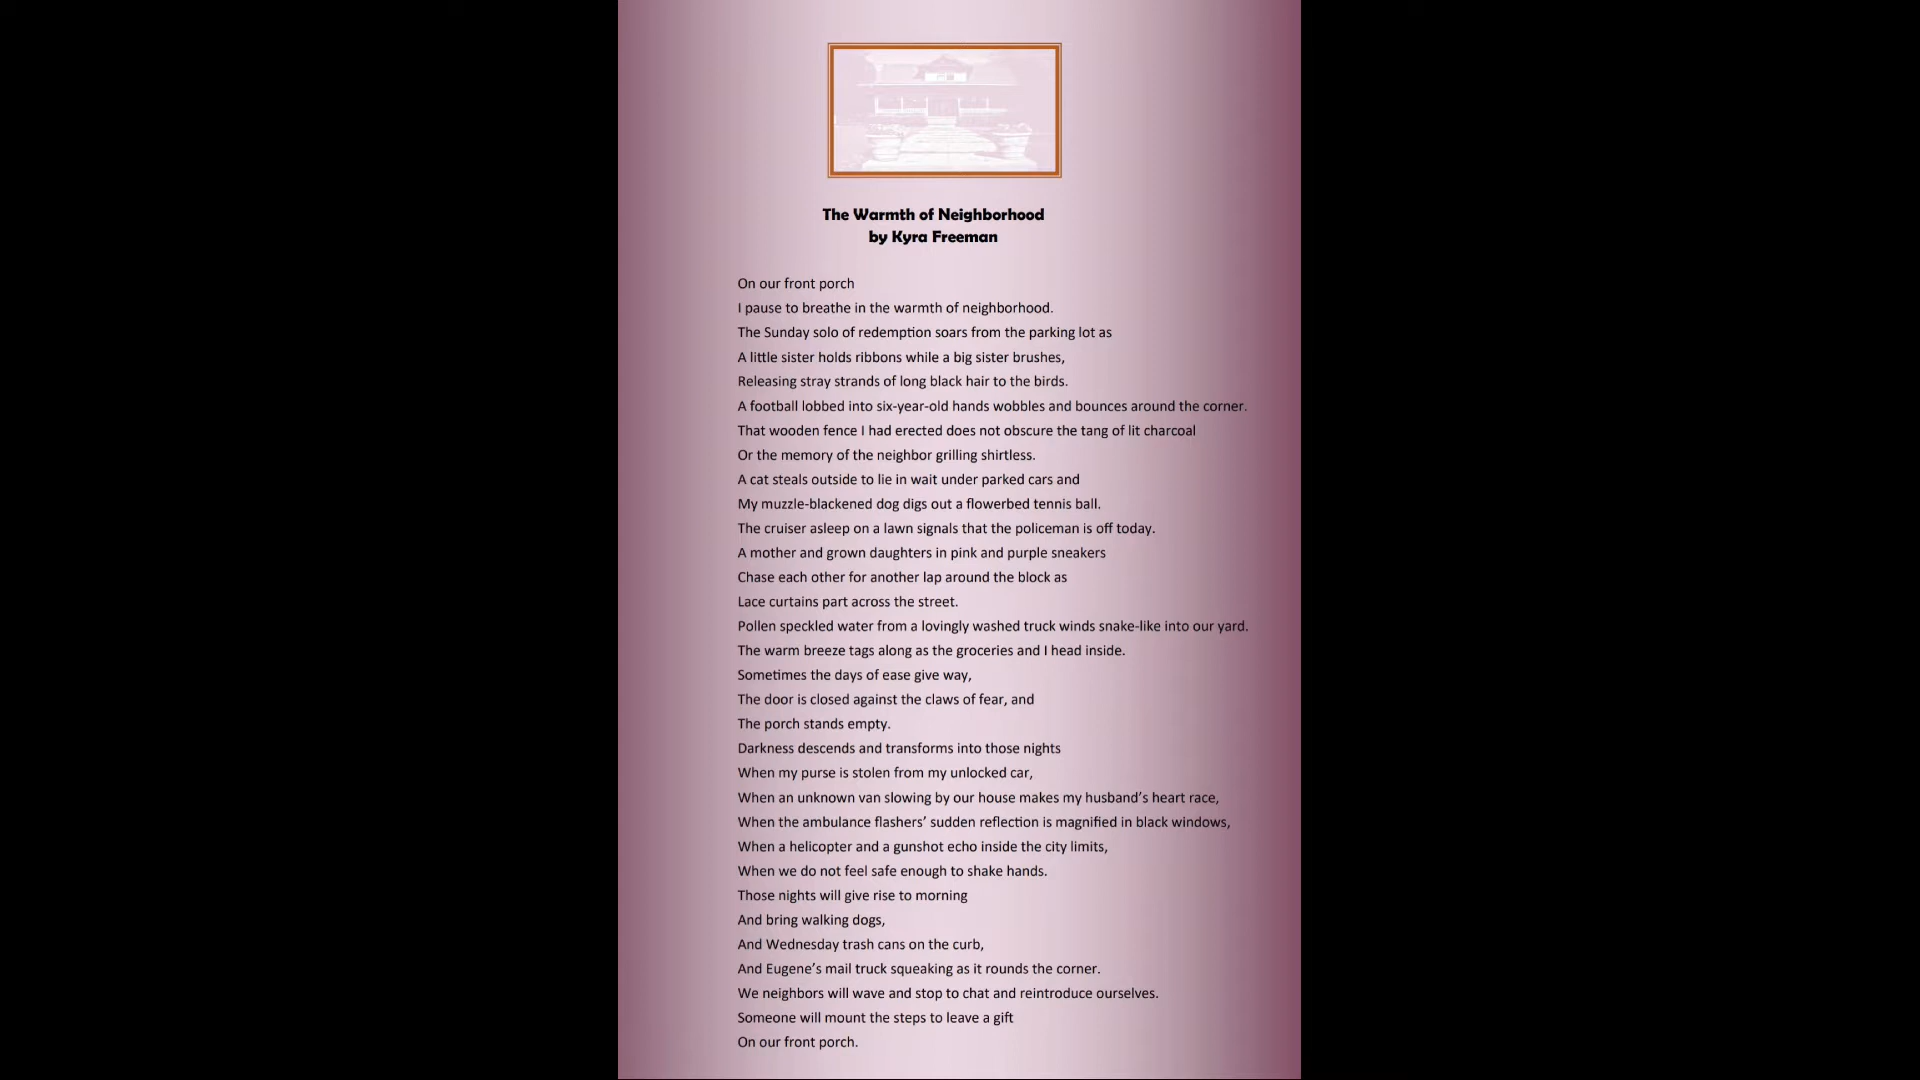 The Warmth of Neighborhood
by Kyra Freeman
On our front porch
I pause to breathe in the warmth of neighborhood.
The Sunday solo of redemption soars from the parking lot as
A little sister holds ribbons while a big sister brushes,
Releasing stray strands of long black hair to the birds.
A football lobbed into six-year-old hands wobbles and bounces around the corner.
That wooden fence I had erected does not obscure the tang of lit charcoal
Or the memory of the neighbor grilling shirtless.
A cat steals outside to lie in wait under parked cars and
My muzzle-blackened dog digs out a flowerbed tennis ball.
The cruiser asleep on a lawn signals that the policeman is off today.
A mother and grown daughters in pink and purple sneakers
Chase each other for another lap around the block as
Lace curtains part across the street.
Pollen speckled water from a lovingly washed truck winds snake-like into our yard.
The warm breeze tags along as the groceries and I head inside.
Sometimes the days of ease give way,
The door is closed against the claws of fear, and
The porch stands empty.
Darkness descends and transforms into those nights
When my purse is stolen from my unlocked car,
When an unknown van slowing by our house makes my husband’s heart race,
When the ambulance flashers’ sudden reflection is magnified in black windows,
When a helicopter and a gunshot echo inside the city limits,
When we do not feel safe enough to shake hands.
Those nights will give rise to morning
And bring walking dogs,
And Wednesday trash cans on the curb,
And Eugene’s mail truck squeaking as it rounds the corner.
We neighbors will wave and stop to chat and reintroduce ourselves.
Someone will mount the steps to leave a gift
On our front porch.